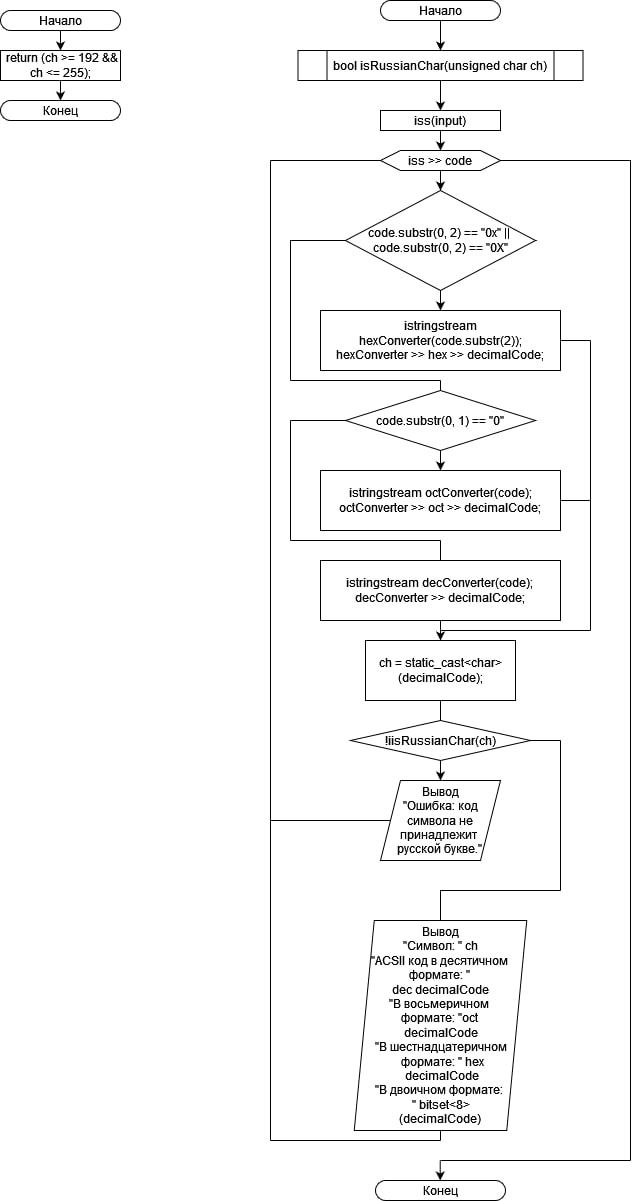 Начало
return (ch >= 192 &&
ch <= 255);
Конец
Начало
bool isRussianChar(unsigned char ch)
iss(input)
iss >> code
code.substr(0, 2) == "0x" ||
code.substr(0, 2) == "0X"
istringstream
hexConverter(code.substr(2));
hexConverter >> hex >> decimalCode;
code.substr(0, 1) == "0"
istringstream octConverter(code);
octConverter >> oct >> decimalCode;
istringstream decConverter(code);
decConverter >> decimalCode;
ch = static_cast<char>
(decimalCode);
!iisRussianChar(ch)
Вывод
"Ошибка: код
символа не
принадлежит
русской букве."
Вывод
"Символ: " ch
"ACSII код в десятичном
формате: "
dec decimalCode
"В восьмеричном
формате: "oct
decimalCode
"В шестнадцатеричном
формате: " hex
decimalCode
"В двоичном формате:
" bitset<8>
(decimalCode)
Конец